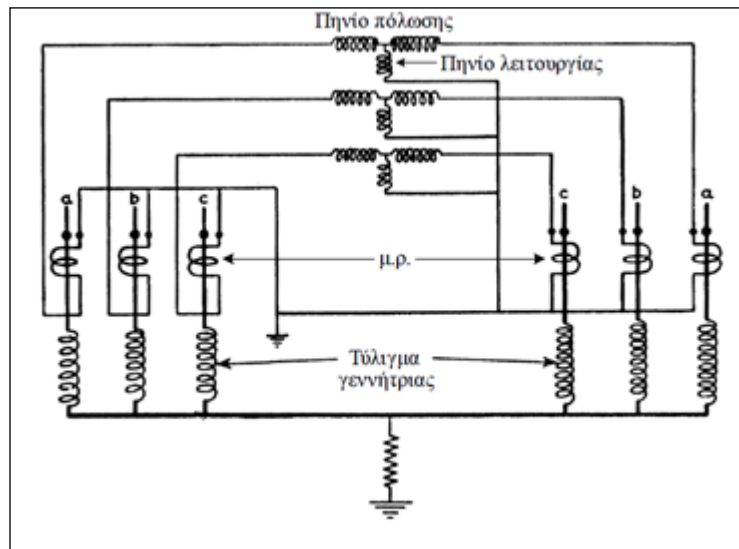 Πηνίο πόλωσης
Πηνίο λειτουργίας
a b c c b a
μ.ρ.
Τύλιγμα
γεννήτριας